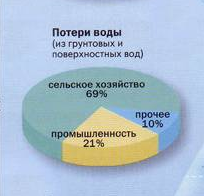 Потери воды
(из грунтовых и
поверхностных вод)
сельское хозяйство
69%
прочее
10%
промышленность
21%